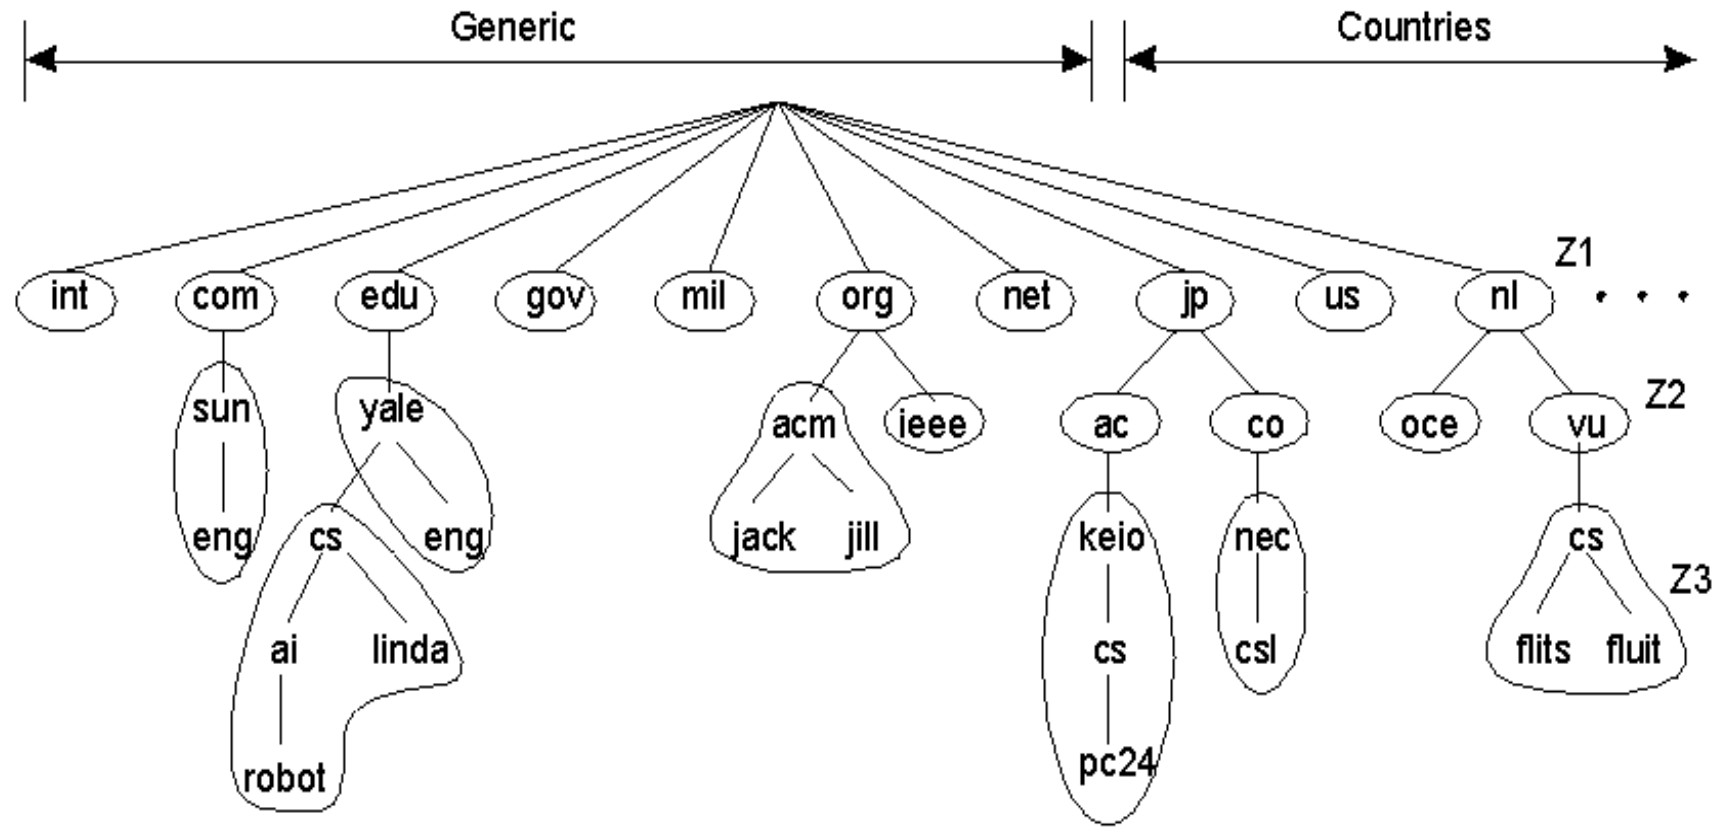 Generic Countries
Z1
int com edu gov mil org net jp us nl . . .
Z2
sun yale acm ieee ac co oce vu
eng cs eng jack jill keio nec cs
Z3
ai linda cs csl flits fluit
robot pc24